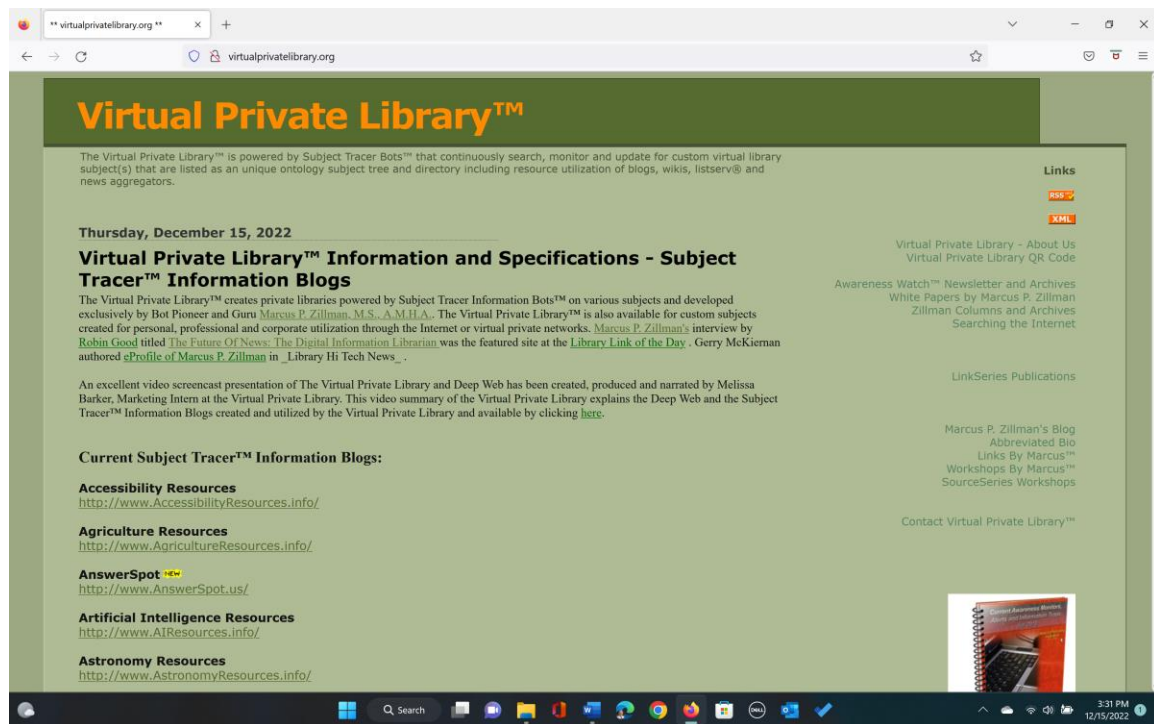 ** virtualprivatelibrary.org **
virtualprivatelibrary.org
Virtual Private Library™
The Virtual Private Library™ is powered by Subject Tracer Bots™ that continuously search, monitor and update for custom virtual library
subject(s) that are listed as an unique ontology subject tree and directory including resource utilization of blogs, wikis, listserv® and
news aggregators.
Thursday, December 15, 2022
Virtual Private Library™ Information and Specifications - Subject
Tracer™ Information Blogs
The Virtual Private Library™ creates private libraries powered by Subject Tracer Information Bots™ on various subjects and developed
exclusively by Bot Pioneer and Guru Marcus P. Zillman, M.S., A.M.H.A.. The Virtual Private Library™ is also available for custom subjects
created for personal, professional and corporate utilization through the Internet or virtual private networks. Marcus P. Zillman's interview by
Robin Good titled The Future Of News: The Digital Information Librarian was the featured site at the Library Link of the Day . Gerry McKiernan
authored eProfile of Marcus P. Zillman in _Library Hi Tech News_ .
An excellent video screencast presentation of The Virtual Private Library and Deep Web has been created, produced and narrated by Melissa
Barker, Marketing Intern at the Virtual Private Library. This video summary of the Virtual Private Library explains the Deep Web and the Subject
Tracer™ Information Blogs created and utilized by the Virtual Private Library and available by clicking here.
Current Subject Tracer™ Information Blogs:
Accessibility Resources
http://www.AccessibilityResources.info/
Agriculture Resources
http://www.AgricultureResources.info/
AnswerSpot NEW
http://www.AnswerSpot.us/
Artificial Intelligence Resources
http://www.AIResources.info/
Astronomy Resources
http://www.AstronomyResources.info/
Links
RSS
XML
Virtual Private Library - About Us
Virtual Private Library QR Code
Awareness Watch™ Newsletter and Archives
White Papers by Marcus P. Zillman
Zillman Columns and Archives
Searching the Internet
LinkSeries Publications
Marcus P. Zillman's Blog
Abbreviated Bio
Links By Marcus™
Workshops By Marcus™
SourceSeries Workshops
Contact Virtual Private Library™
Current Awareness Monitors,
Search
DELL
3:31 PM
12/15/2022
1